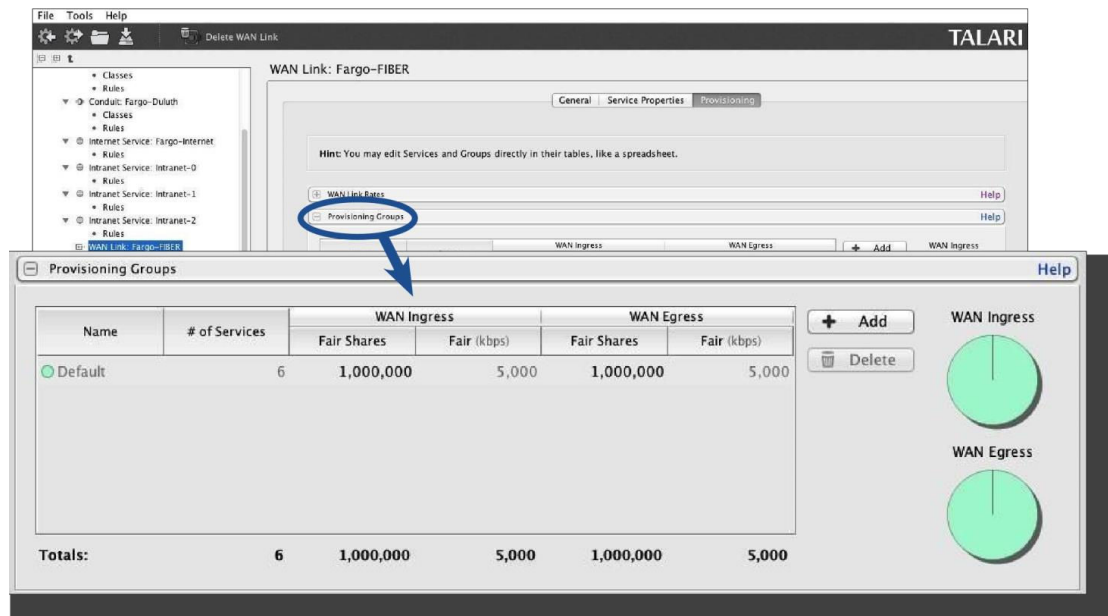 File Tools Help
Delete WAN Link
TALARI
WAN Link: Fargo-FIBER
• Classes
• Rules
Conduit: Fargo-Duluth
• Classes
• Rules
Internet Service: Fargo-Internet
• Rules
Intranet Service: Intranet-0
• Rules
Intranet Service: Intranet-1
• Rules
Intranet Service: Intranet-2
• Rules
WAN Link: Fargo-FIBER
General Service Properties Provisioning
Hint: You may edit Services and Groups directly in their tables, like a spreadsheet.
WAN Link Rates Help
Provisioning Groups Help
WAN Ingress WAN Egress + Add WAN Ingress
Provisioning Groups Help
Name # of Services WAN Ingress WAN Egress
Fair Shares Fair (kbps) Fair Shares Fair (kbps)
Default 6 1,000,000 5,000 1,000,000 5,000
Totals: 6 1,000,000 5,000 1,000,000 5,000
+ Add
Delete
WAN Ingress
WAN Egress